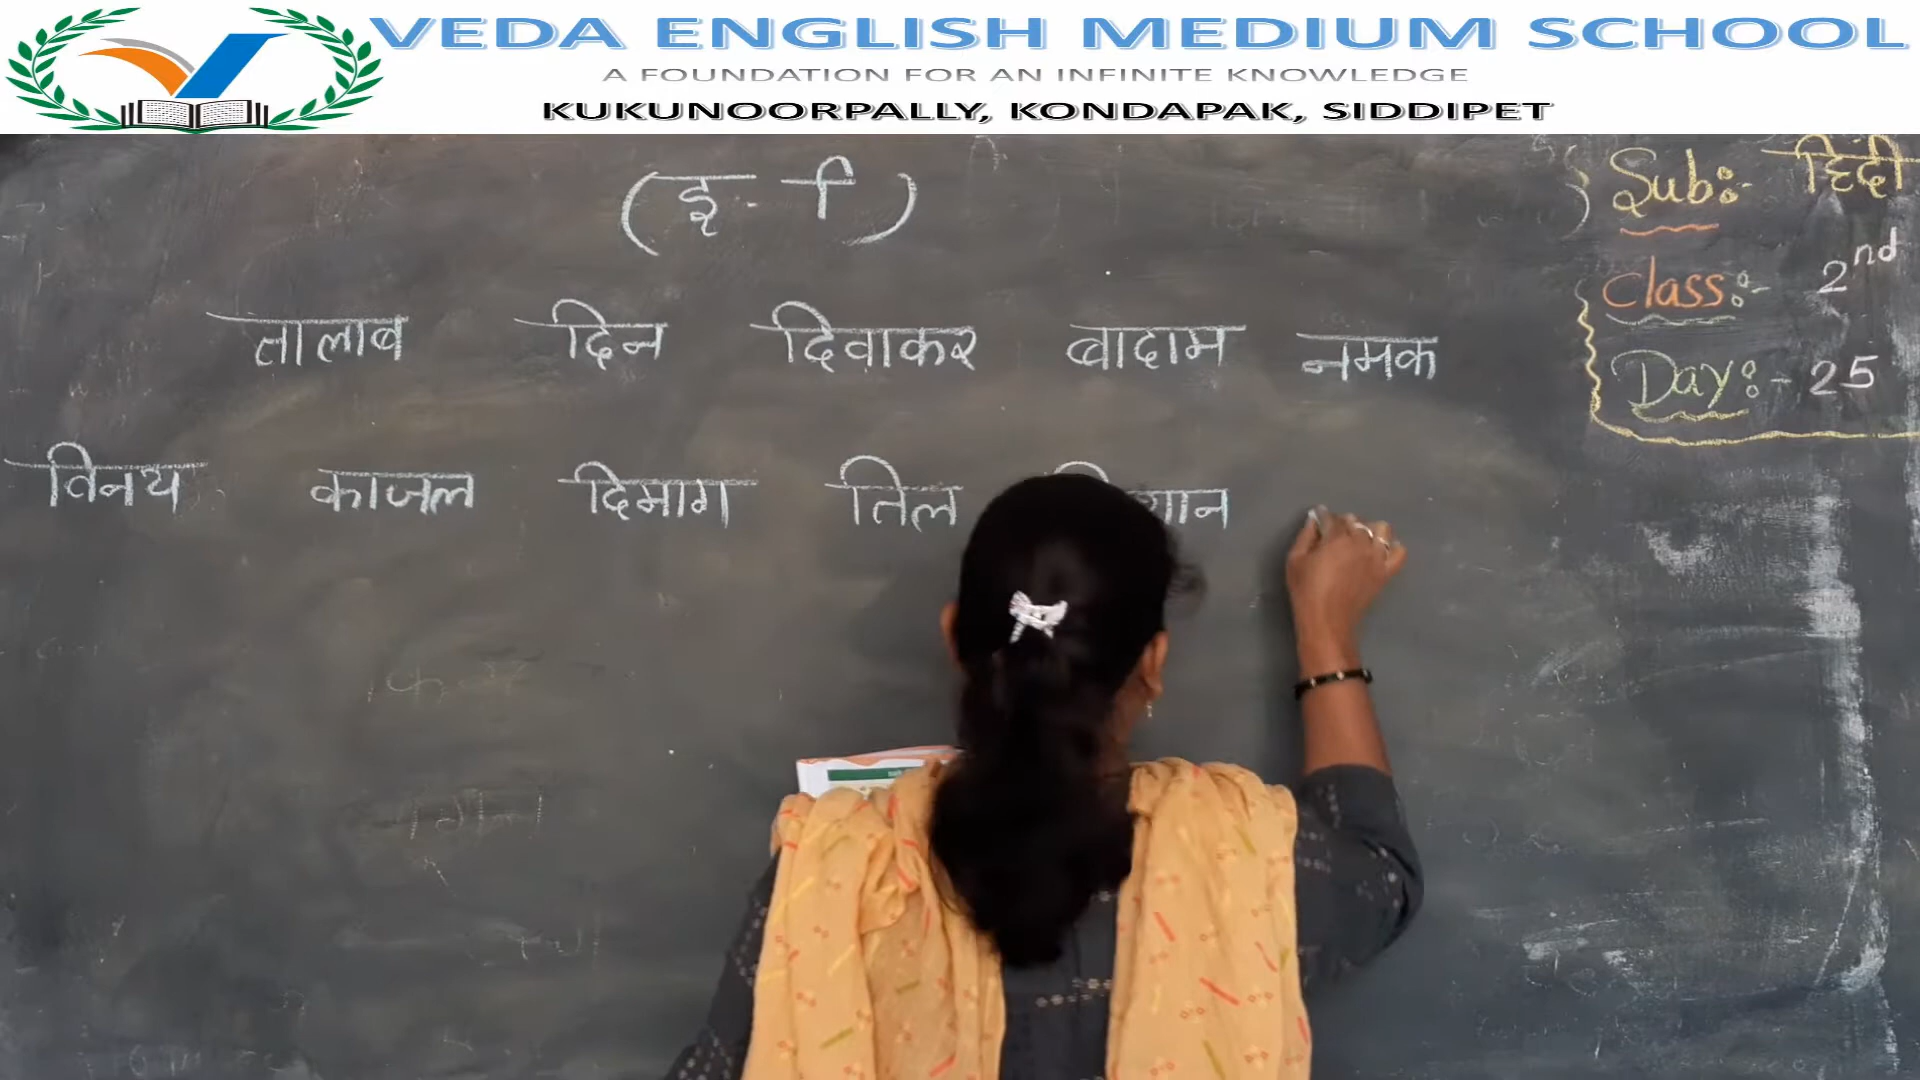 VEDA ENGLISH MEDIUM SCHOOL
A FOUNDATION FOR AN INFINITE KNOWLEDGE
KUKUNOORPALLY, KONDAPAK, SIDDIPET
(इ - ि)
Sub:- हिंदी
Class:- 2nd
Day:- 25
तालाब दिन दिवाकर बादाम नमक
विनय काजल दिमाग तिल